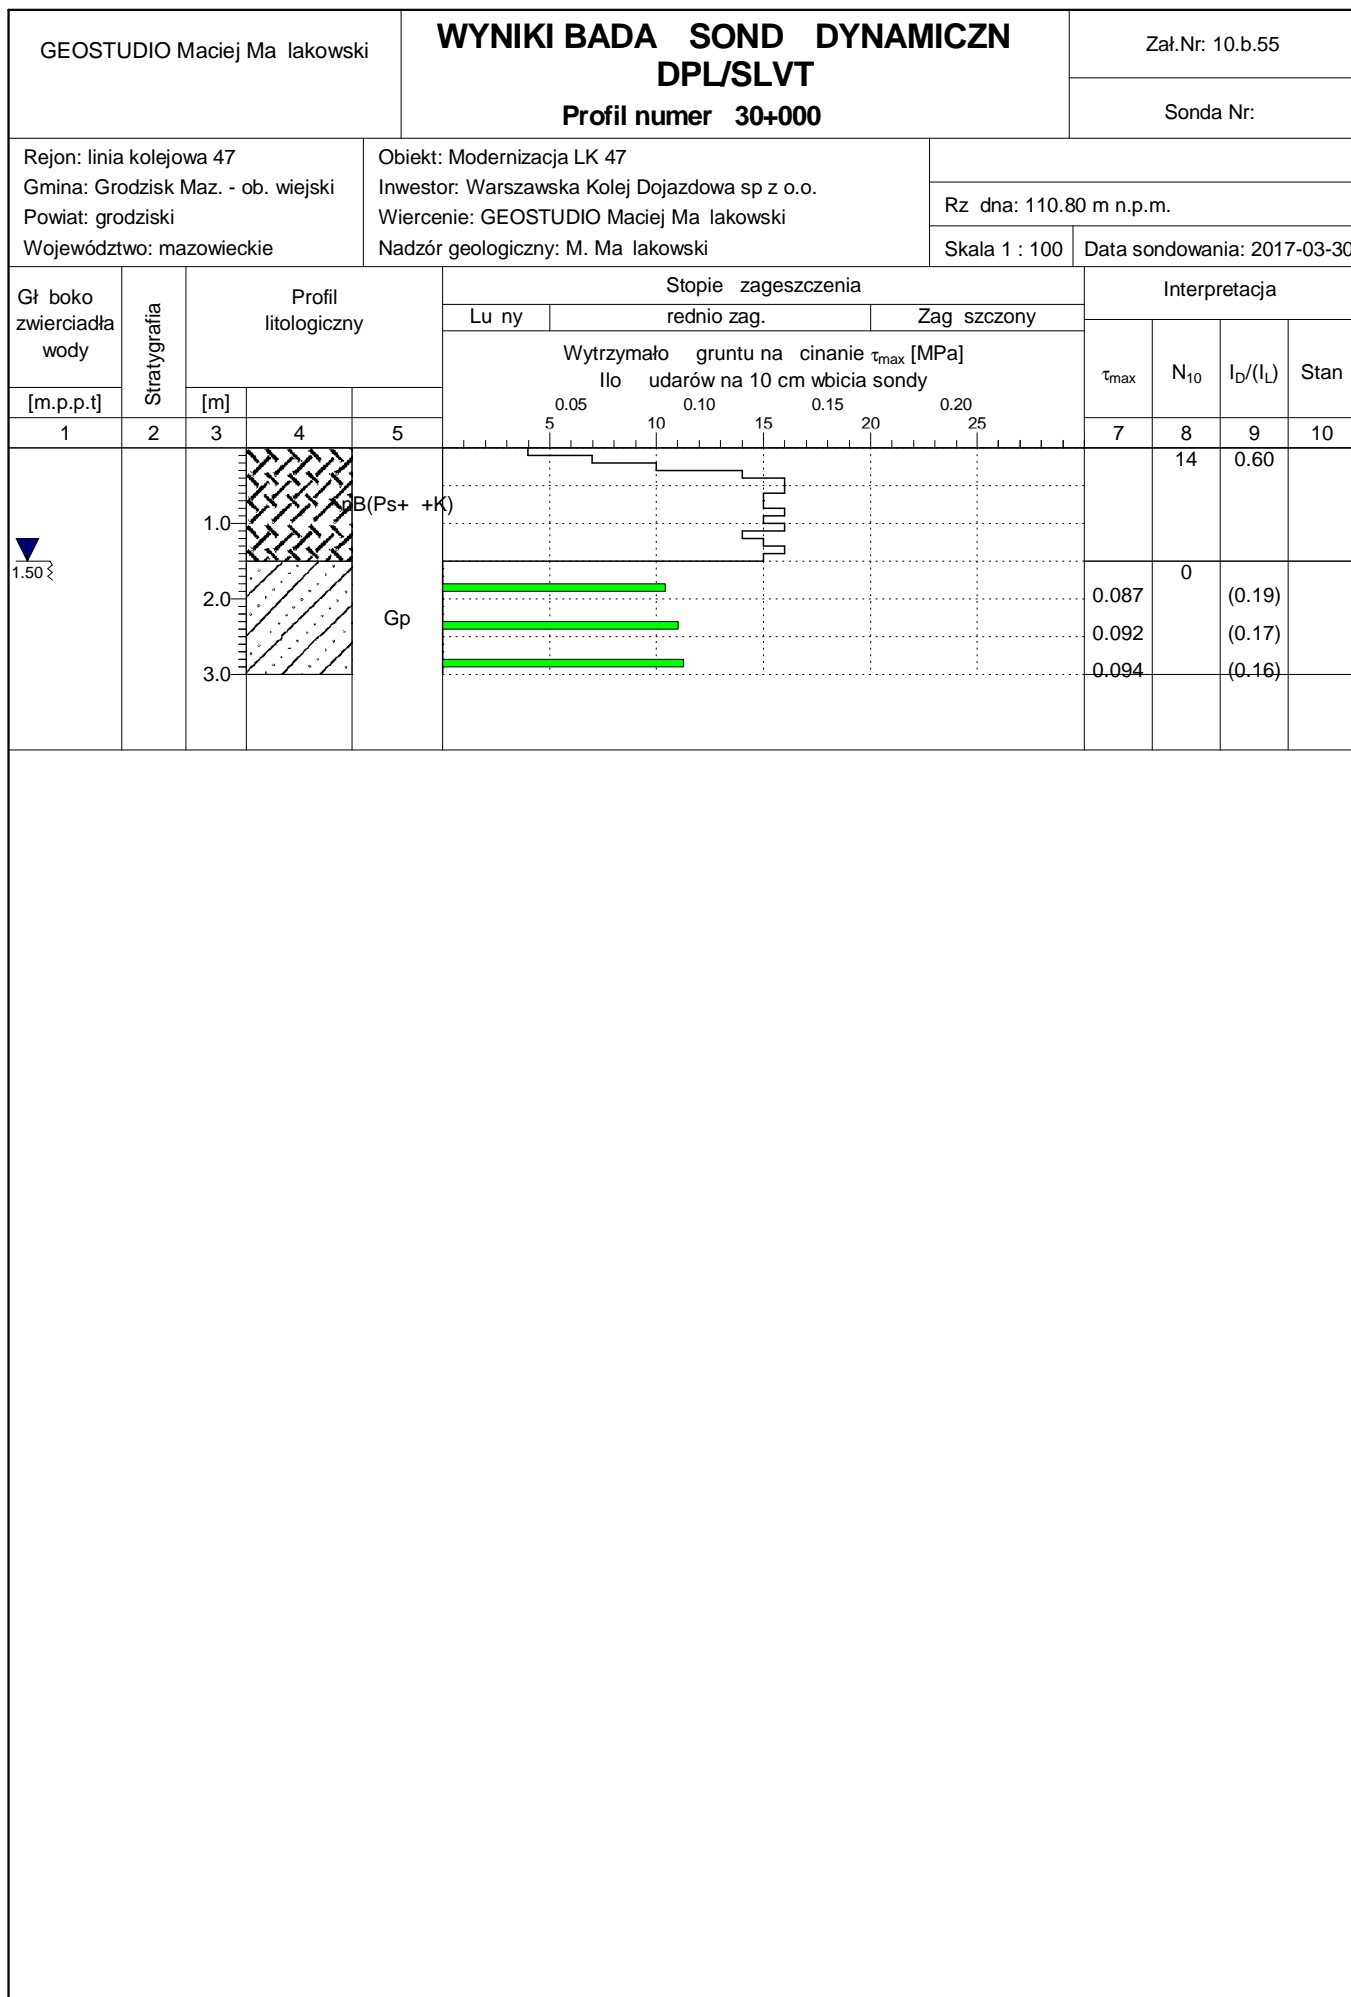 GEOSTUDIO Maciej Ma lakowski
WYNIKI BADA SOND DYNAMICZN
DPL/SLVT
Profil numer 30+000
Zał.Nr: 10.b.55
Sonda Nr:
Rejon: linia kolejowa 47
Gmina: Grodzisk Maz. - ob. wiejski
Powiat: grodziski
Województwo: mazowieckie
Obiekt: Modernizacja LK 47
Inwestor: Warszawska Kolej Dojazdowa sp z o.o.
Wiercenie: GEOSTUDIO Maciej Ma lakowski
Nadzór geologiczny: M. Ma lakowski
Rz dna: 110.80 m n.p.m.
Skala 1 : 100
Data sondowania: 2017-03-30
Gł boko
zwierciadła
wody
[m.p.p.t]
Stratygrafia
Profil
litologiczny
[m]
Stopie zageszczenia
Lu ny
rednio zag.
Zag szczony
Wytrzymało gruntu na cinanie τmax [MPa]
Ilo udarów na 10 cm wbicia sondy
0.05 0.10 0.15 0.20
5 10 15 20 25
Interpretacja
τmax N10 ID/(IL) Stan
1 2 3 4 5 7 8 9 10
14 0.60
(Ps+ +K)
1.0
1.50
0
2.0
Gp
0.087 (0.19)
0.092 (0.17)
3.0
0.094 (0.16)